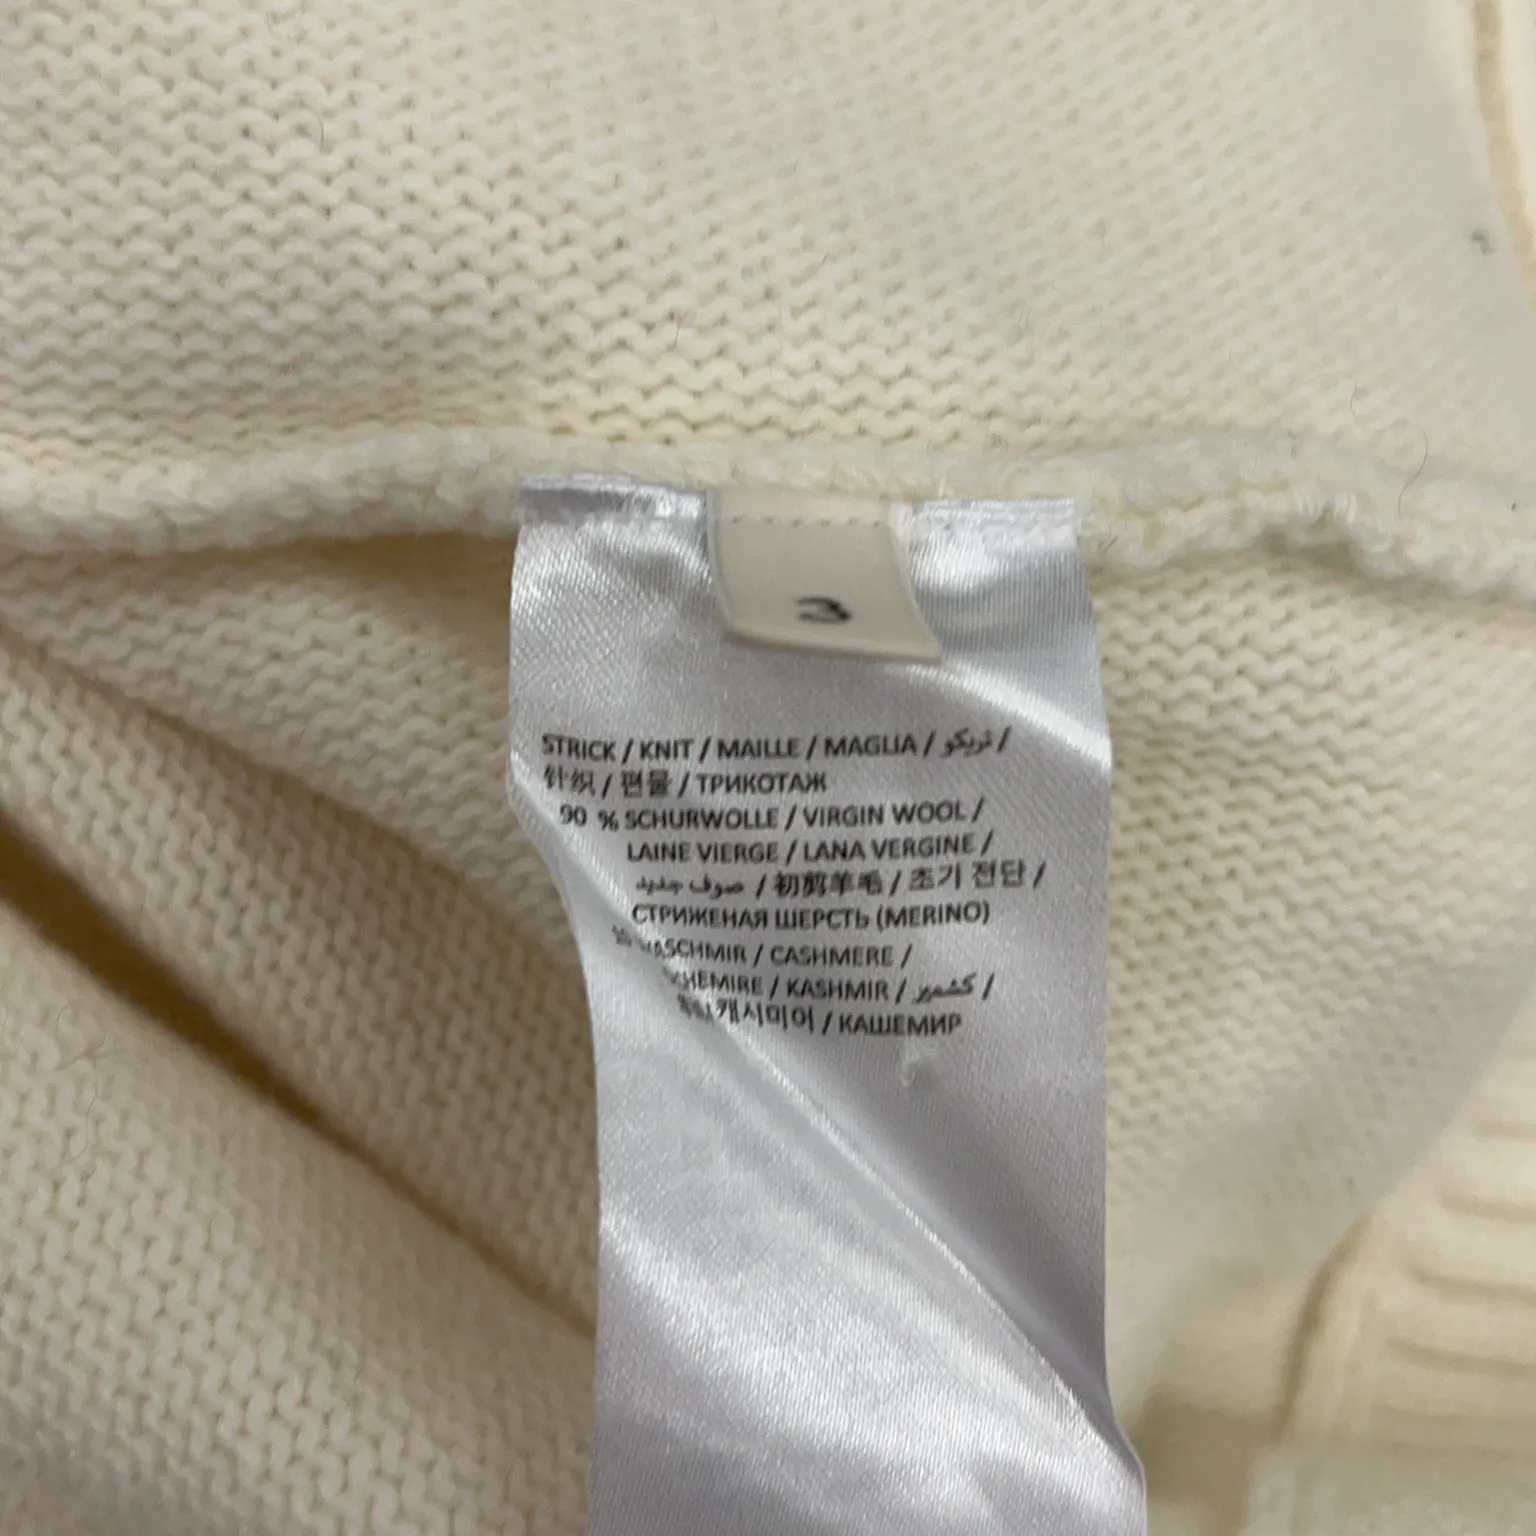 3
STRICK / KNIT / MAILLE / MAGLIA / تريكو /
针织 / 편물 / ТРИКОТАЖ
90 % SCHURWOLLE / VIRGIN WOOL /
LAINE VIERGE / LANA VERGINE /
صوف جديد / 初剪羊毛 / 초기 전단 /
СТРИЖЕНАЯ ШЕРСТЬ (MERINO)
/ CASHMERE /
/ KASHMIR / كشمير /
캐시미어 / КАШЕМИР